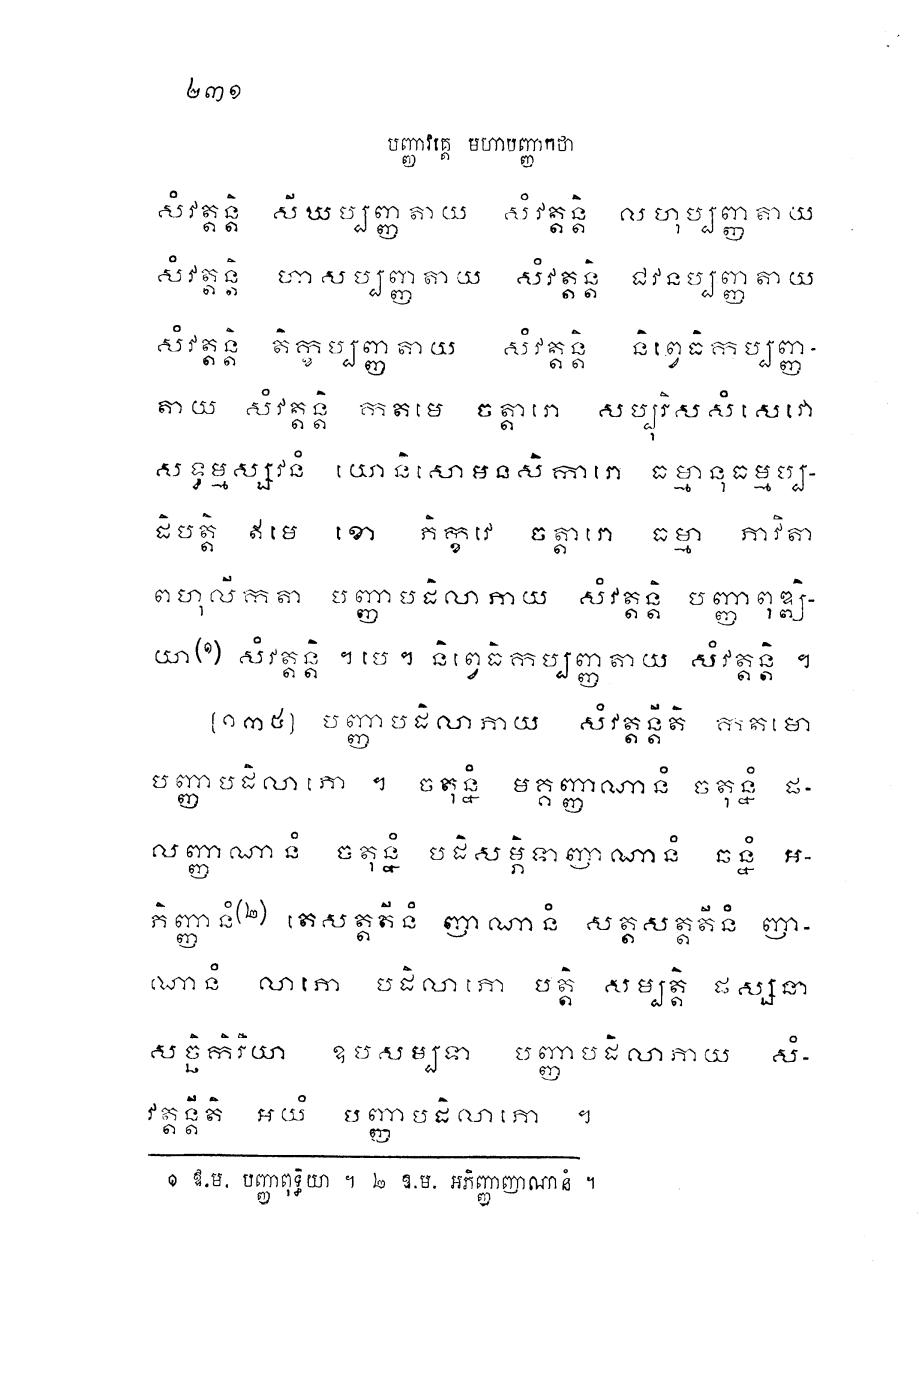 ២៣១
បញ្ញាវគ្គេ មហាបញ្ញាកថា
សំវត្តន្តិ សីឃប្បញ្ញតាយ សំវត្តន្តិ លហុប្បញ្ញតាយ
សំវត្តន្តិ ហាសប្បញ្ញតាយ សំវត្តន្តិ ជវនប្បញ្ញតាយ
សំវត្តន្តិ តិក្ខប្បញ្ញតាយ សំវត្តន្តិ និព្វេធិកប្បញ្ញ-
តាយ សំវត្តន្តិ កតមេ ចត្តារោ សប្បុរិសសំសេវោ
សទ្ធម្មស្សវនំ យោនិសោមនសិការោ ធម្មានុធម្មប្ប-
ដិបត្តិ ឥមេ ខោ ភិក្ខវេ ចត្តារោ ធម្មា ភាវិតា
ពហុលីកតា បញ្ញាបដិលាភាយ សំវត្តន្តិ បញ្ញាពុឌ្ឍិ-
យា(១) សំវត្តន្តិ ។បេ។ និព្វេធិកប្បញ្ញតាយ សំវត្តន្តិ ។
[១៣៥] បញ្ញាបដិលាភាយ សំវត្តន្តីតិ កតមោ
បញ្ញាបដិលាភោ ។ ចតុន្នំ មគ្គញ្ញាណានំ ចតុន្នំ ផ-
លញ្ញាណានំ ចតុន្នំ បដិសម្ភិទាញាណានំ ឆន្នំ អ-
ភិញ្ញានំ(២) តេសត្តតីនំ ញាណានំ សត្តសត្តតីនំ ញា-
ណានំ លាភោ បដិលាភោ បត្តិ សម្បត្តិ ផស្សនា
សច្ឆិកិរិយា ឧបសម្បទា បញ្ញាបដិលាភាយ សំ-
វត្តន្តីតិ អយំ បញ្ញាបដិលាភោ ។
១ ឱ.ម. បញ្ញាពុទ្ធិយា ។ ២ ឱ.ម. អភិញ្ញាញាណានំ ។